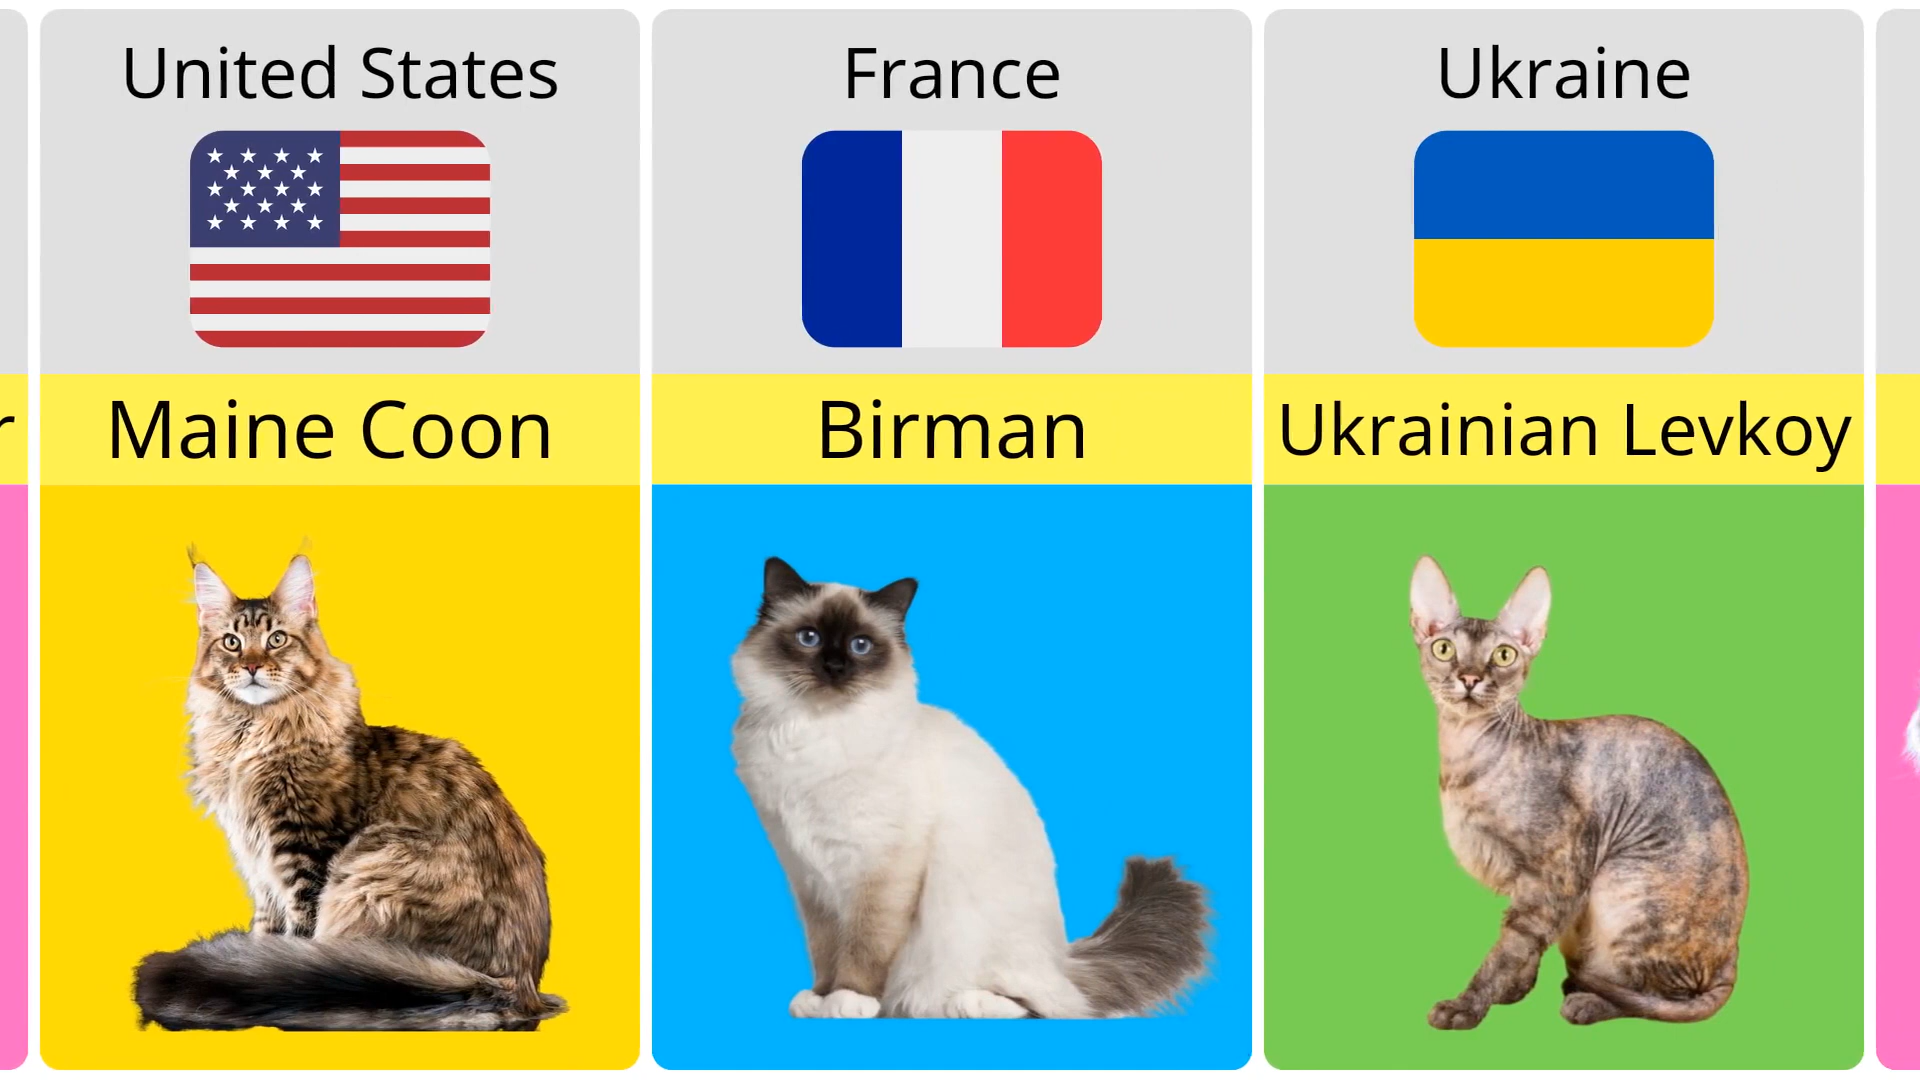 United States
France
Ukraine
r
Maine Coon
Birman
Ukrainian Levkoy